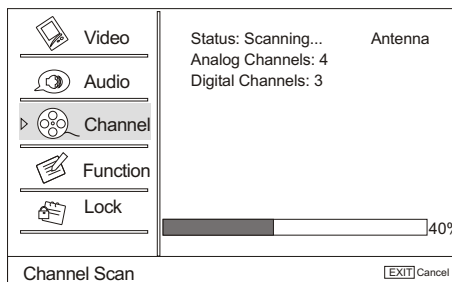 Video
Audio
Channel
Function
Lock
Status: Scanning... Antenna
Analog Channels: 4
Digital Channels: 3
40%
Channel Scan
EXIT Cancel